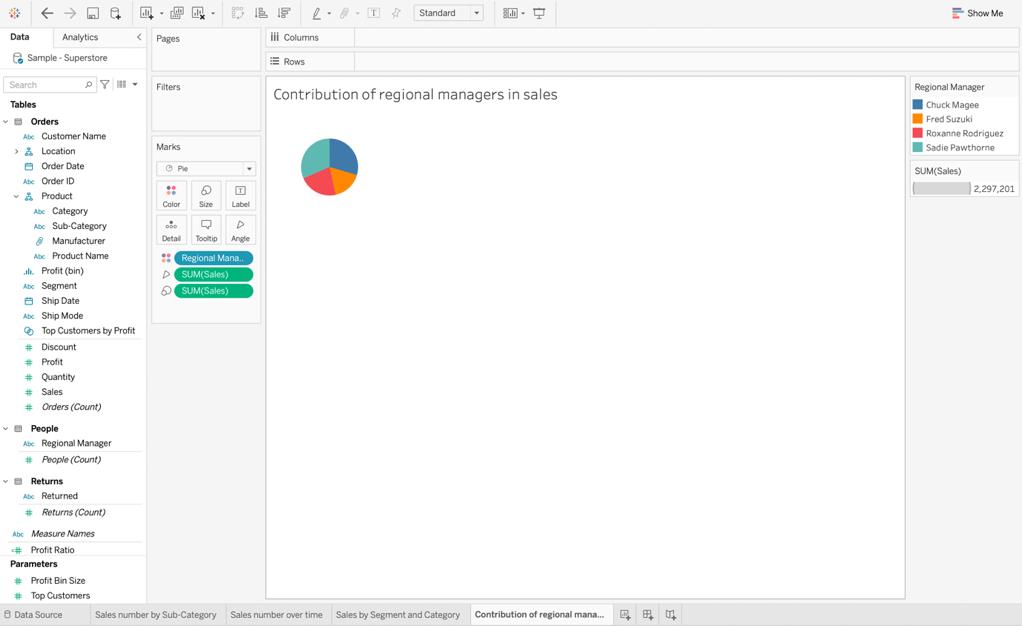 Standard
Show Me
Data
Analytics
Pages
Columns
Sample - Superstore
Rows
Search
Filters
Contribution of regional managers in sales
Regional Manager
Tables
Chuck Magee
Abc Orders
Fred Suzuki
Abc Customer Name
Roxanne Rodriguez
Location
Marks
Sadie Pawthorne
Order Date
Pie
SUM(Sales)
Abc Order ID
2,297,201
Product
Color
Size
Label
Abc Category
Abc Sub-Category
Detail
Tooltip
Angle
Manufacturer
Abc Product Name
Regional Mana..
Profit (bin)
SUM(Sales)
Abc Segment
SUM(Sales)
Ship Date
Abc Ship Mode
Top Customers by Profit
Discount
Profit
Quantity
Sales
Orders (Count)
People
Abc Regional Manager
People (Count)
Returns
Abc Returned
Returns (Count)
Abc Measure Names
Profit Ratio
Parameters
Profit Bin Size
Top Customers
Data Source
Sales number by Sub-Category
Sales number over time
Sales by Segment and Category
Contribution of regional mana...